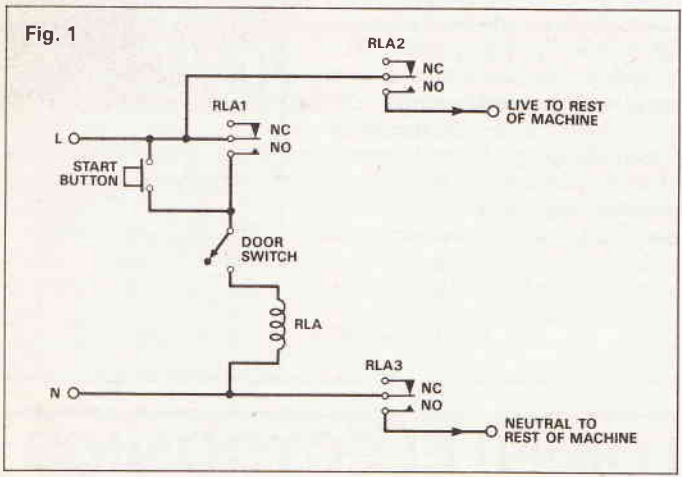 Fig. 1
RLA2
NC
NO
LIVE TO REST
OF MACHINE
RLA1
NC
NO
L
START
BUTTON
DOOR
SWITCH
RLA
RLA3
NC
NO
N
NEUTRAL TO
REST OF MACHINE